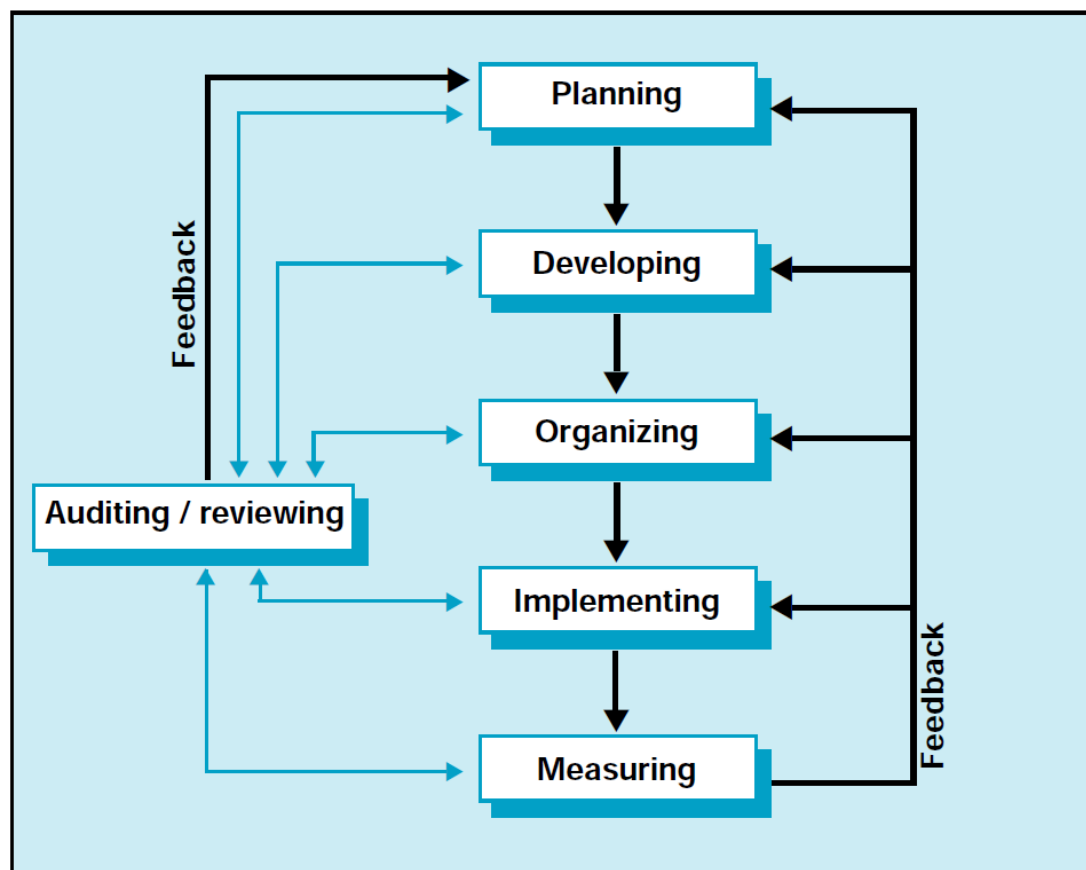 Planning
Feedback
Developing
Organizing
Auditing / reviewing
Implementing
Feedback
Measuring